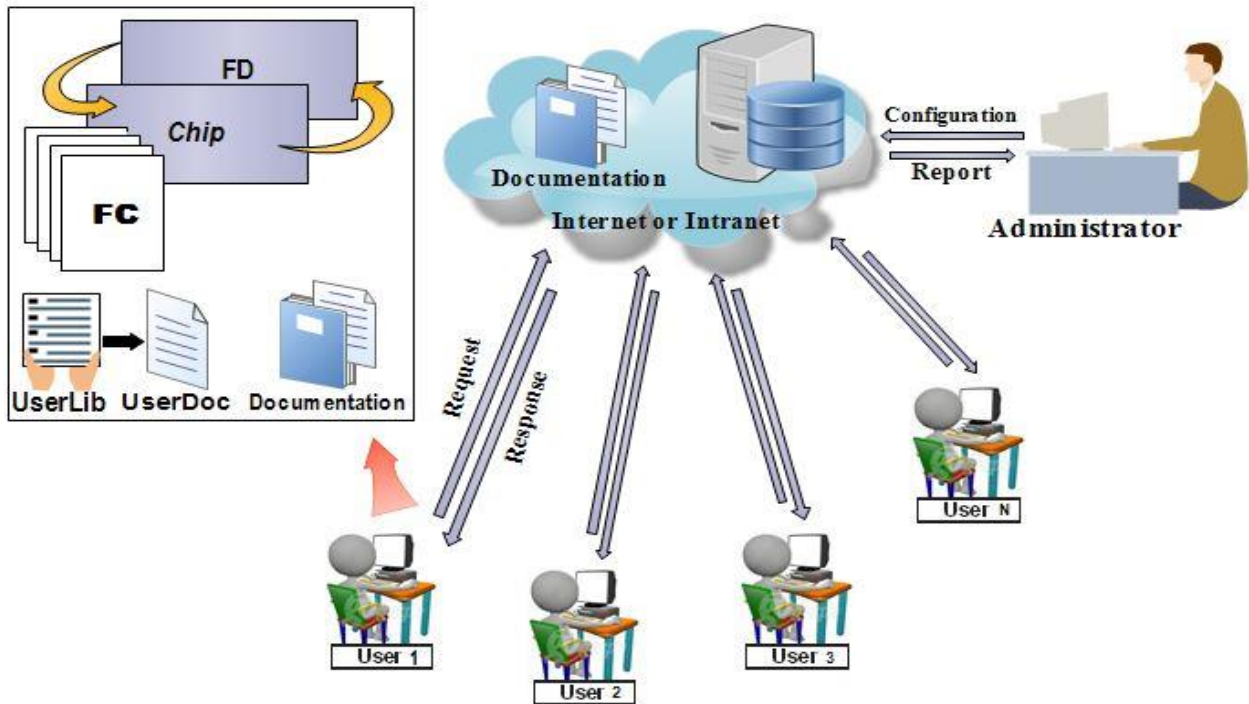 FD
Chip
FC
UserLib
UserDoc
Documentation
Documentation
Internet or Intranet
Configuration
Report
Administrator
Request
Response
User 1
User 2
User 3
User N